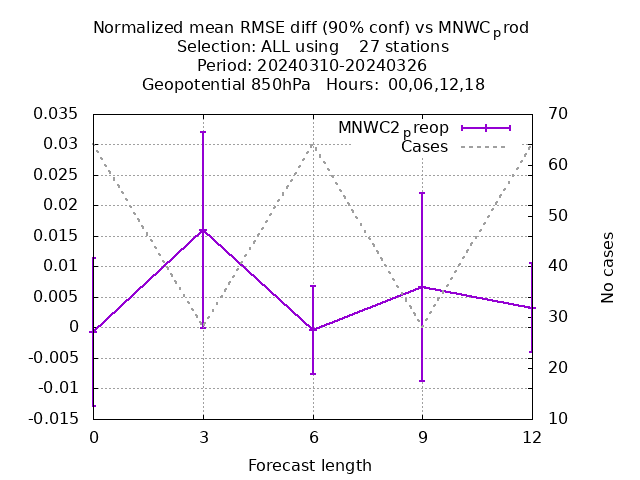 Normalized mean RMSE diff (90% conf) vs MNWCprod
Selection: ALL using    27 stations
Period: 20240310-20240326
Geopotential 850hPa   Hours:  00,06,12,18
MNWC2preop
Cases
0.035
0.03
0.025
0.02
0.015
0.01
0.005
0
-0.005
-0.01
-0.015
70
60
50
40
30
20
10
No cases
0 3 6 9 12
Forecast length